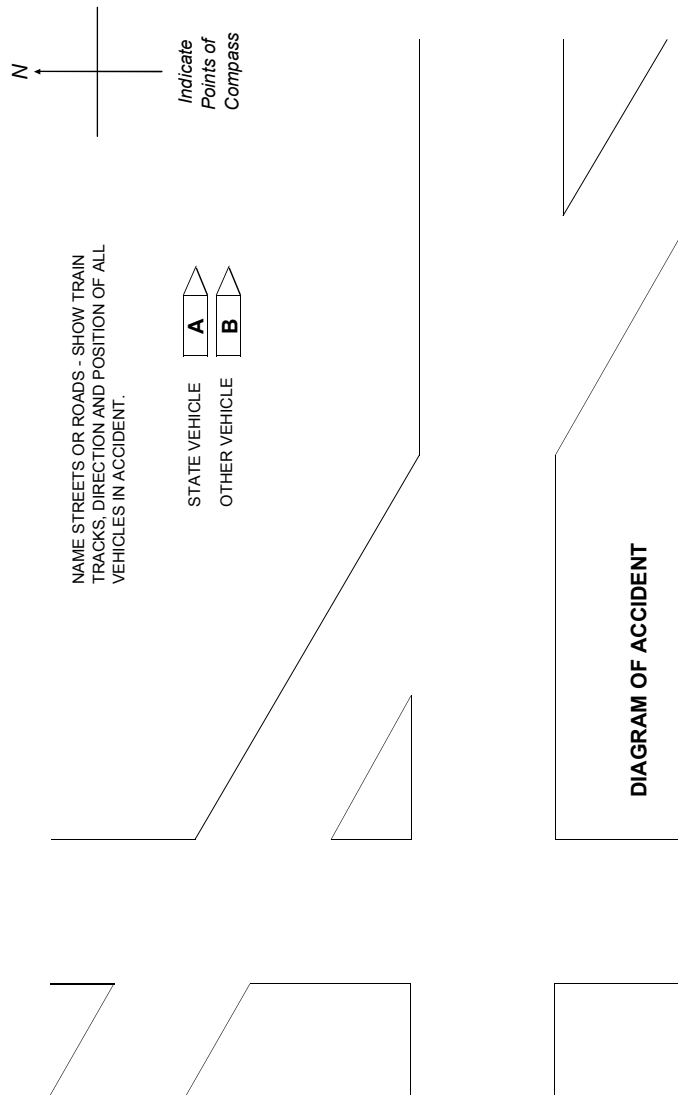 NAME STREETS OR ROADS - SHOW TRAIN
TRACKS, DIRECTION AND POSITION OF ALL
VEHICLES IN ACCIDENT.
N
Indicate
Points of
Compass
STATE VEHICLE A
OTHER VEHICLE B
DIAGRAM OF ACCIDENT